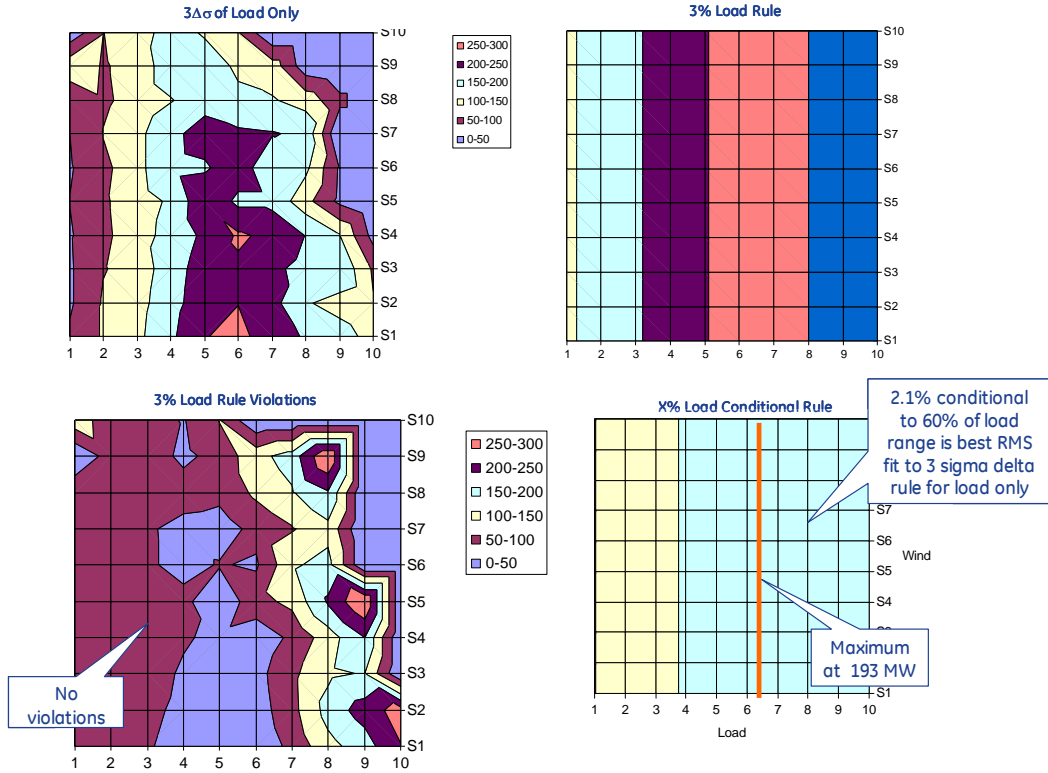 3Δσ of Load Only
S10
S9
S8
S7
S6
S5
S4
S3
S2
S1
1 2 3 4 5 6 7 8 9 10
250-300
200-250
150-200
100-150
50-100
0-50
3% Load Rule
S10
S9
S8
S7
S6
S5
S4
S3
S2
S1
1 2 3 4 5 6 7 8 9 10
3% Load Rule Violations
S10
S9
S8
S7
S6
S5
S4
S3
S2
S1
1 2 3 4 5 6 7 8 9 10
No
violations
250-300
200-250
150-200
100-150
50-100
0-50
X% Load Conditional Rule
2.1% conditional
to 60% of load
range is best RMS
fit to 3 sigma delta
rule for load only
S7
S6
Wind
S5
S4
Maximum
at 193 MW
S1
1 2 3 4 5 6 7 8 9 10
Load